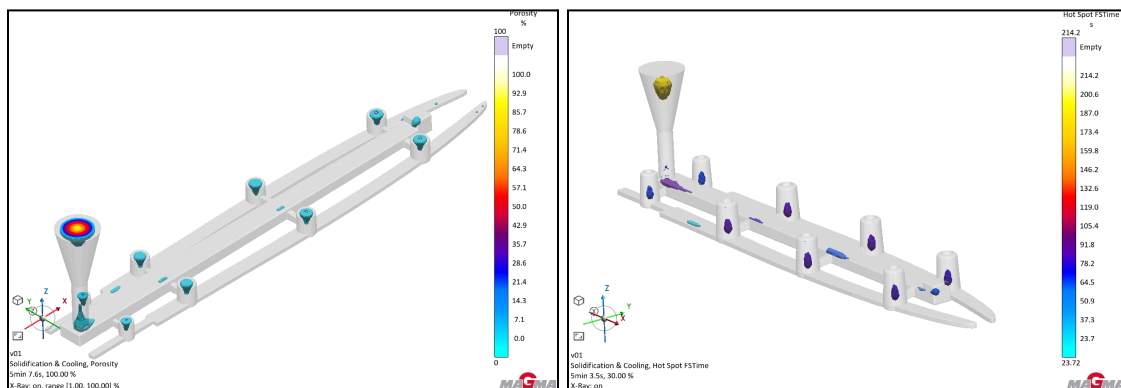 Porosity
%
100
Empty
100.0
92.9
85.7
78.6
71.4
64.3
57.1
50.0
42.9
35.7
28.6
21.4
14.3
7.1
0.0
0
Z
Y
X
v01
Solidification & Cooling, Porosity
5min 7.6s, 100.00 %
X-Ray: on, range [1.00, 100.00] %
MAGMA
Hot Spot FSTime
s
214.2
Empty
214.2
200.6
187.0
173.4
159.8
146.2
132.6
119.0
105.4
91.8
78.2
64.5
50.9
37.3
23.7
23.72
Z
Y
X
v01
Solidification & Cooling, Hot Spot FSTime
5min 3.5s, 30.00 %
X-Ray: on
MAGMA